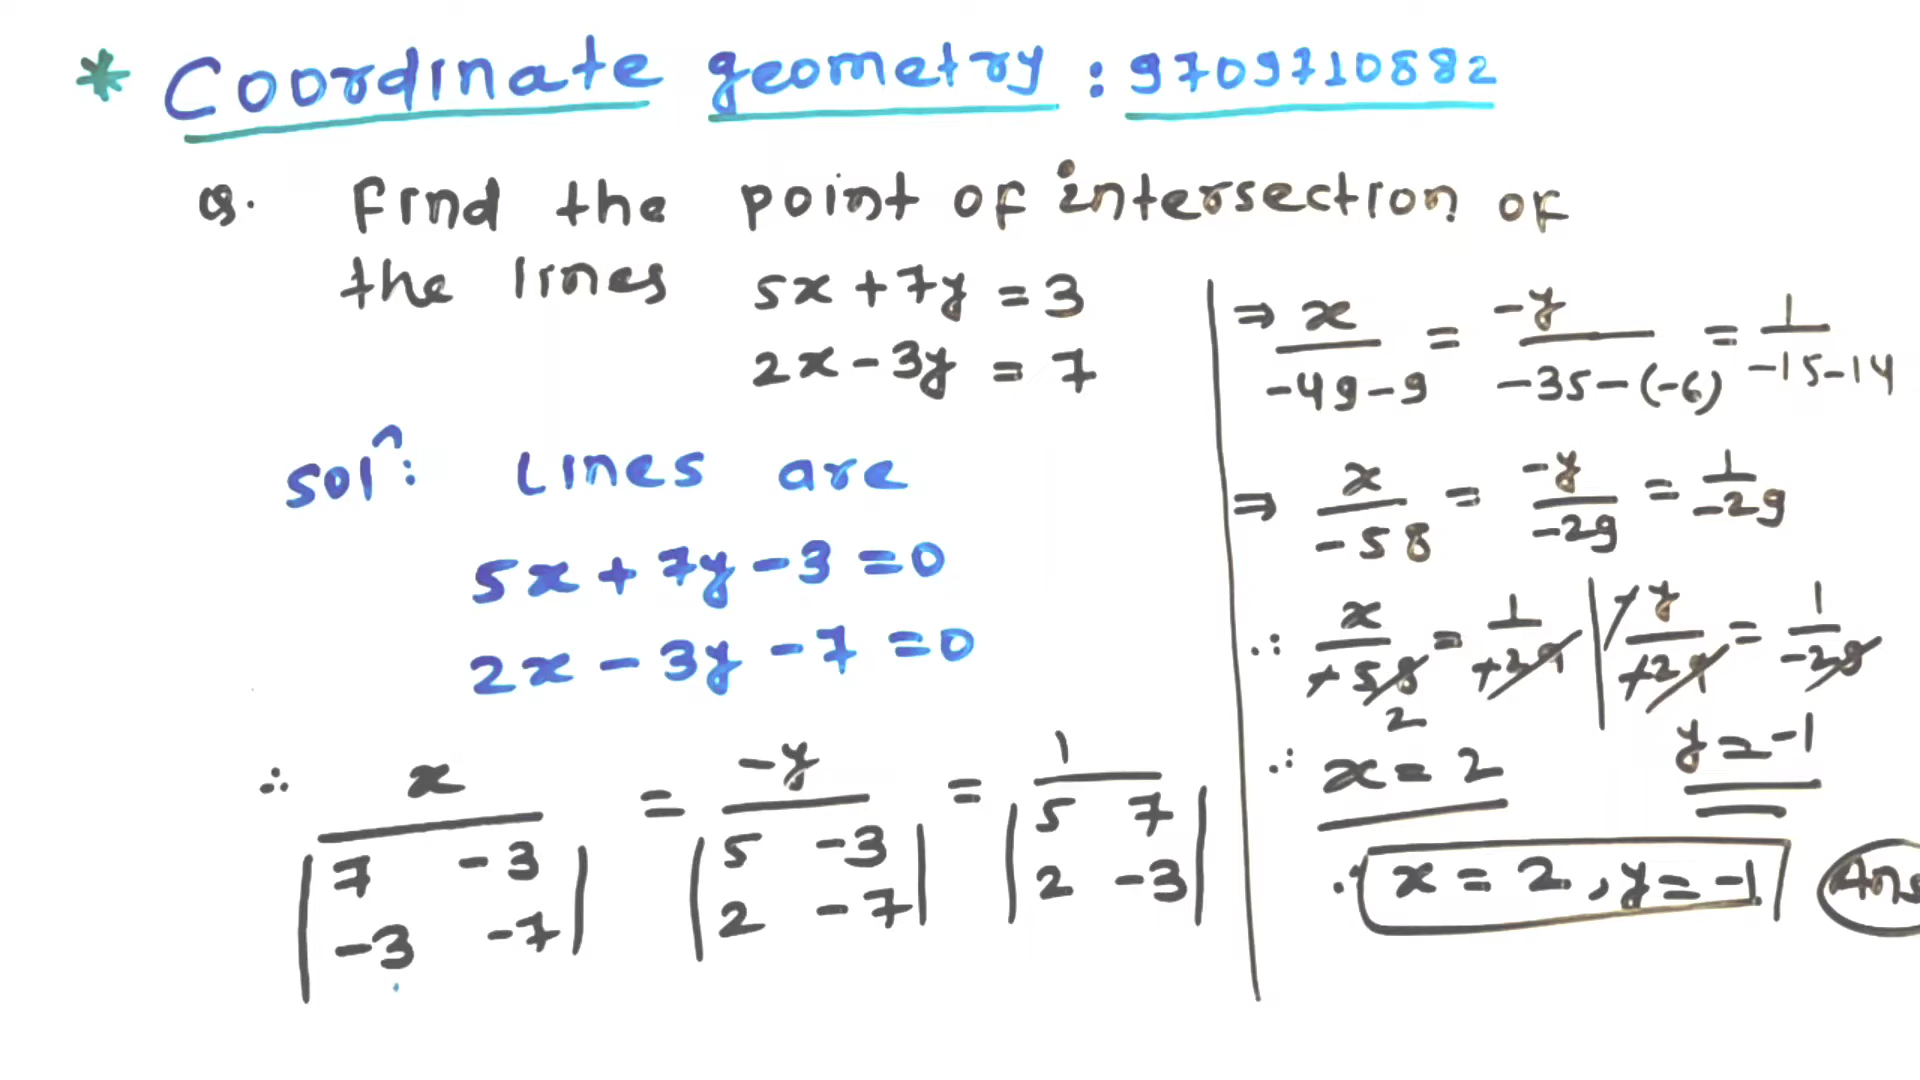 * Coordinate geometry : 9709710882
Q. Find the point of intersection of
the lines 5x + 7y = 3
2x - 3y = 7
Solⁿ: Lines are
5x + 7y - 3 = 0
2x - 3y - 7 = 0
∴ x / |7 -3; -3 -7| = -y / |5 -3; 2 -7| = 1 / |5 7; 2 -3|
⇒ x / (-49-9) = -y / (-35-(-6)) = 1 / (-15-14)
⇒ x / -58 = -y / -29 = 1 / -29
∴ x / -58 = 1 / -29 | -y / -29 = 1 / -29
2
∴ x = 2 y = -1
∴ x = 2, y = -1 Ans